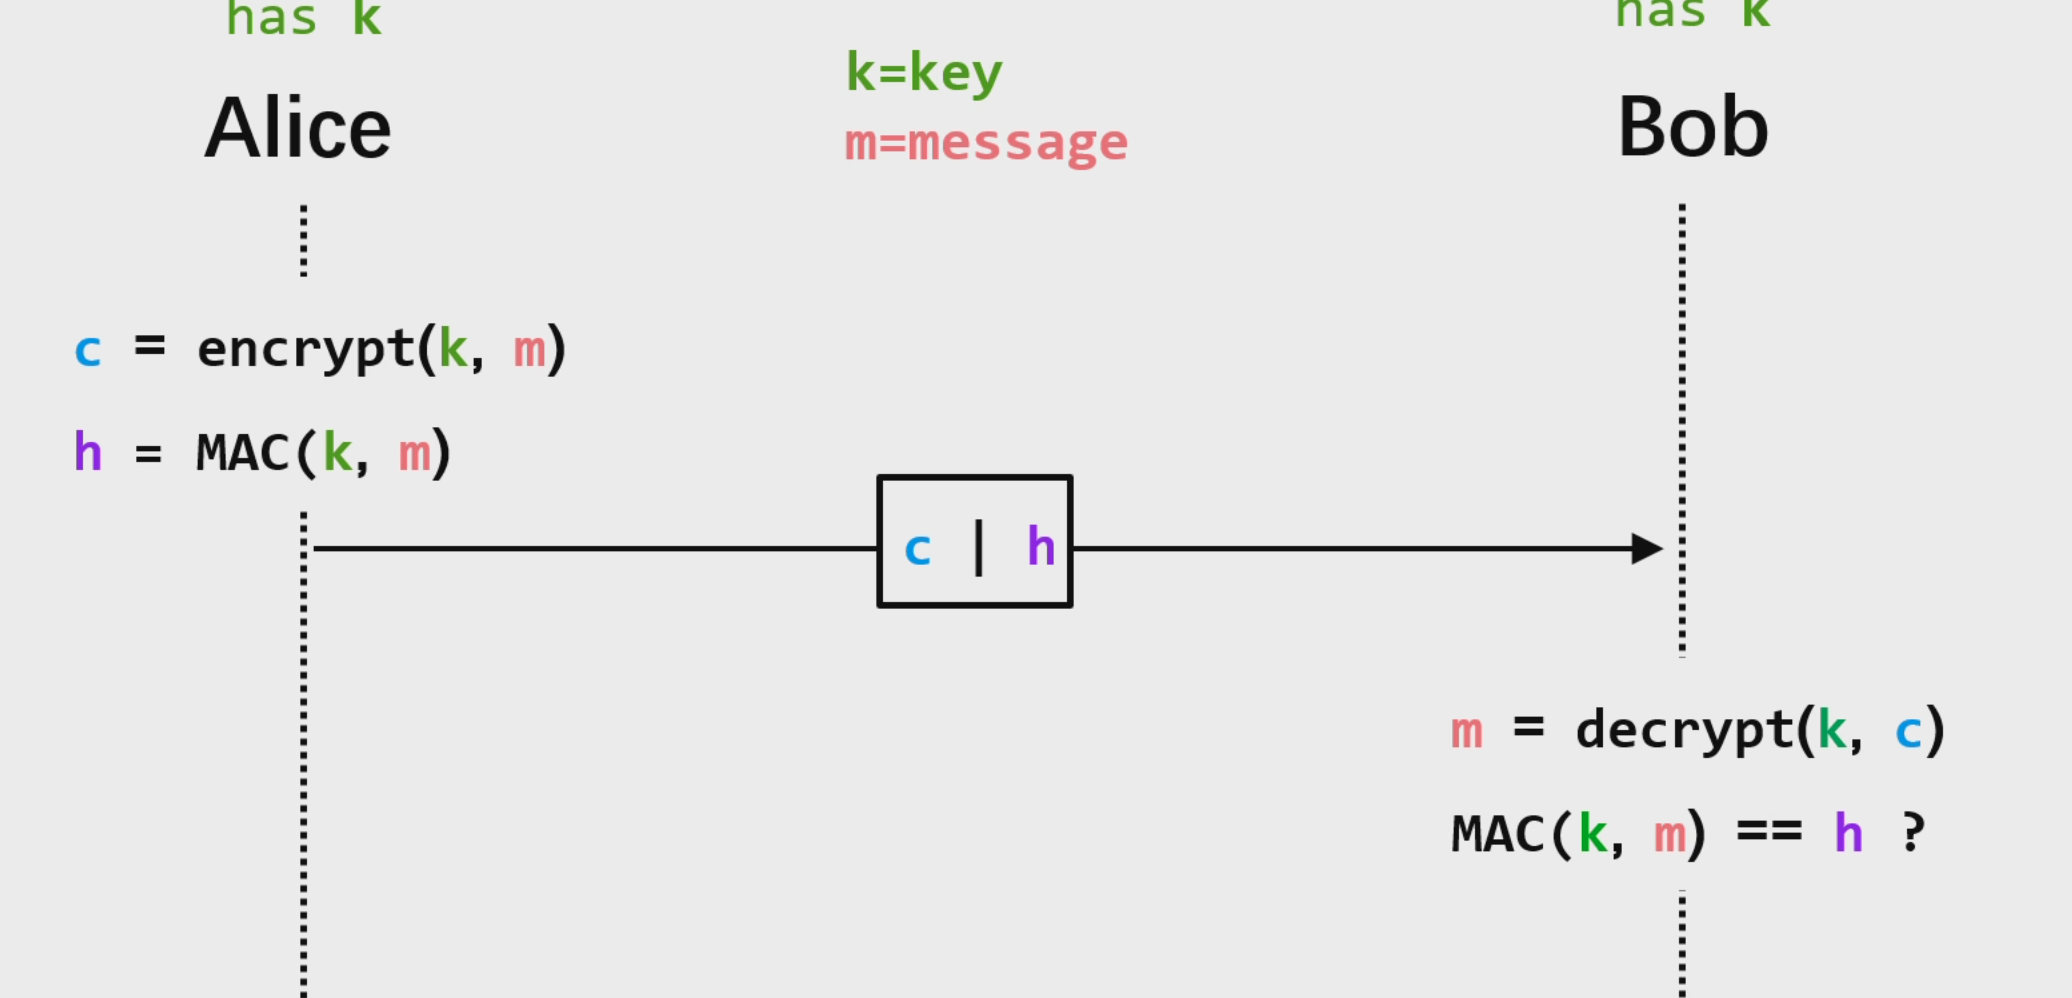 has k
has k
k=key
m=message
Alice
Bob
c = encrypt(k, m)
h = MAC(k, m)
c | h
m = decrypt(k, c)
MAC(k, m) == h ?